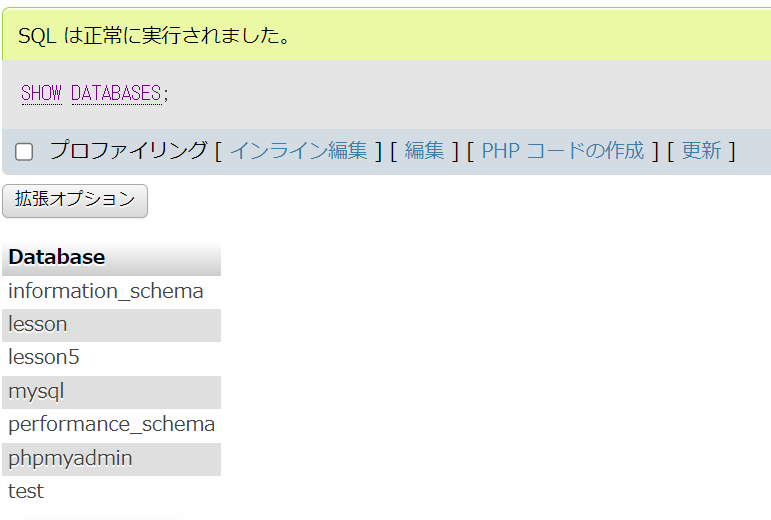 SQL は正常に実行されました。
SHOW DATABASES;
プロファイリング [ インライン編集 ] [ 編集 ] [ PHP コードの作成 ] [ 更新 ]
拡張オプション
Database
information_schema
lesson
lesson5
mysql
performance_schema
phpmyadmin
test